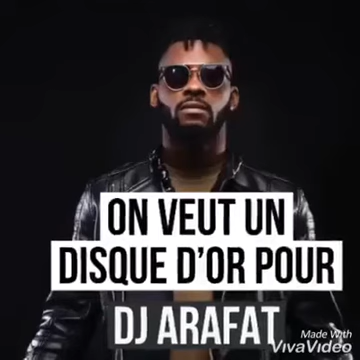 ON VEUT UN
DISQUE D'OR POUR
DJ ARAFAT
Made With
VivaVideo